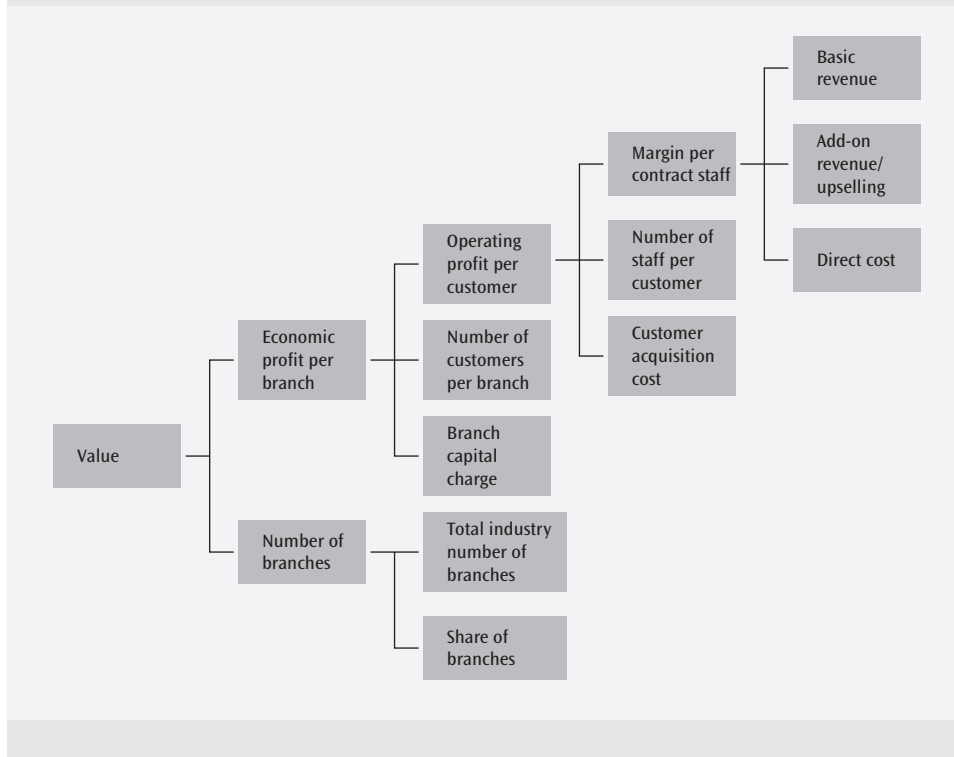 Value
Economic
profit per
branch
Number of
branches
Operating
profit per
customer
Number of
customers
per branch
Branch
capital
charge
Total industry
number of
branches
Share of
branches
Margin per
contract staff
Number of
staff per
customer
Customer
acquisition
cost
Basic
revenue
Add-on
revenue/
upselling
Direct cost